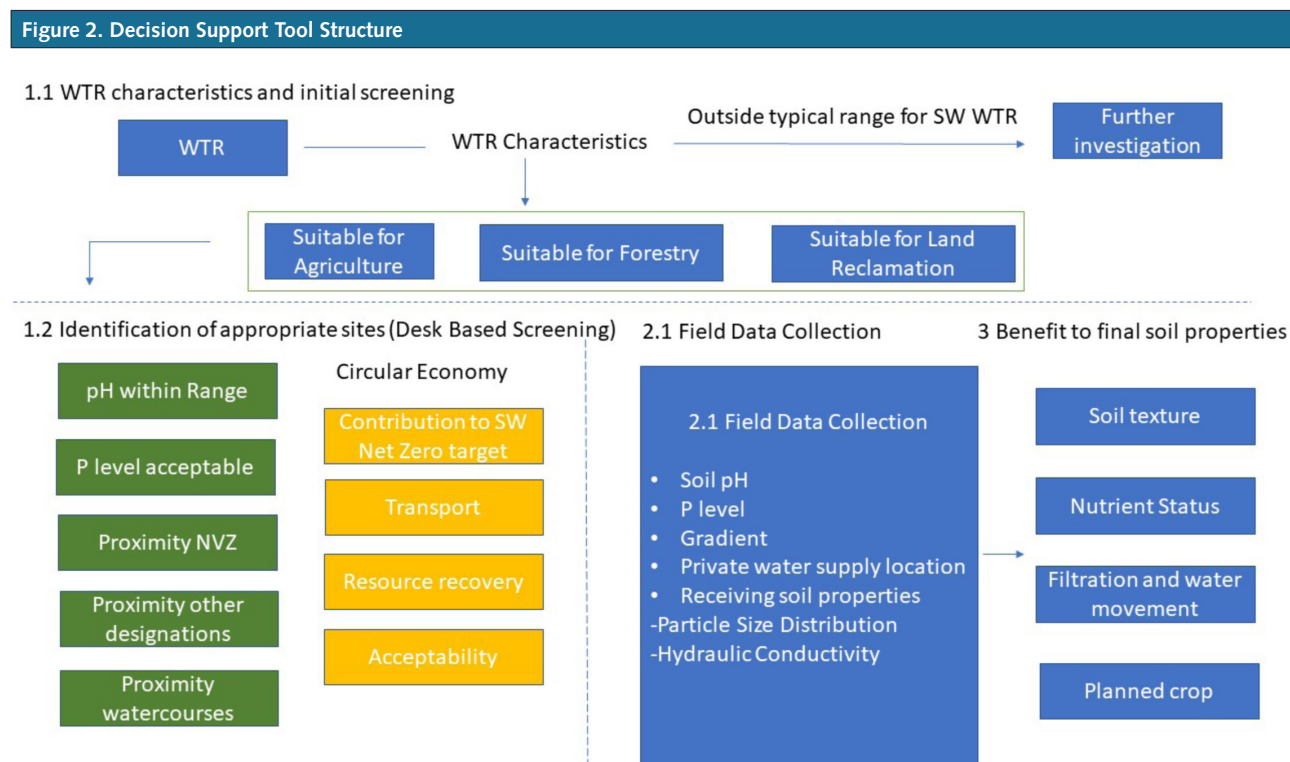 Figure 2. Decision Support Tool Structure
1.1 WTR characteristics and initial screening
WTR
WTR Characteristics
Outside typical range for SW WTR
Further
investigation
Suitable for
Agriculture
Suitable for Forestry
Suitable for Land
Reclamation
1.2 Identification of appropriate sites (Desk Based Screening)
pH within Range
P level acceptable
Proximity NVZ
Proximity other
designations
Proximity
watercourses
Circular Economy
Contribution to SW
Net Zero target
Transport
Resource recovery
Acceptability
2.1 Field Data Collection
2.1 Field Data Collection
• Soil pH
• P level
• Gradient
• Private water supply location
• Receiving soil properties
-Particle Size Distribution
-Hydraulic Conductivity
3 Benefit to final soil properties
Soil texture
Nutrient Status
Filtration and water
movement
Planned crop